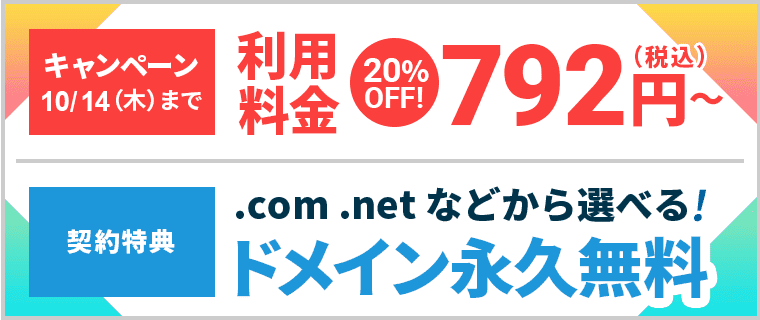 キャンペーン
10/14(木)まで
利用
料金
20%
OFF!
792円~
(税込)
契約特典
.com .net などから選べる!
ドメイン永久無料